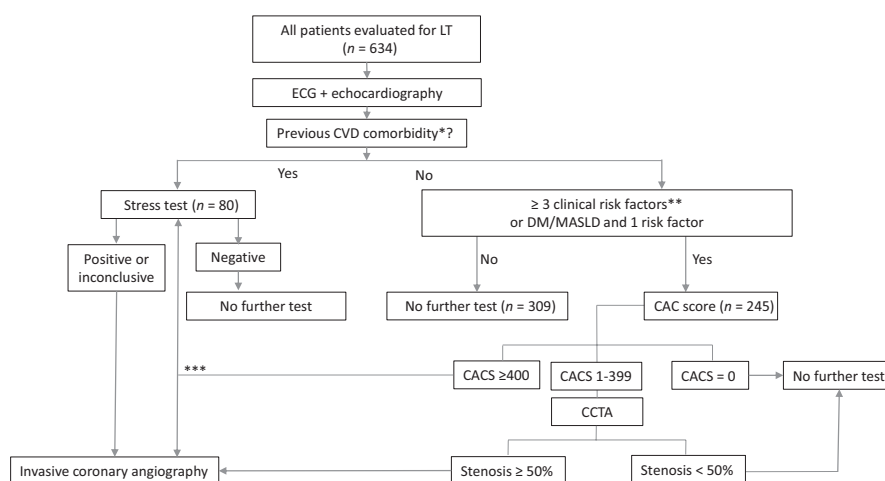 All patients evaluated for LT
(n = 634)
ECG + echocardiography
Previous CVD comorbidity*?
Yes
No
Stress test (n = 80)
≥ 3 clinical risk factors**
or DM/MASLD and 1 risk factor
Positive or
inconclusive
Negative
No
Yes
No further test
No further test (n = 309)
CAC score (n = 245)
***
CACS ≥400
CACS 1-399
CACS = 0
No further test
CCTA
Invasive coronary angiography
Stenosis ≥ 50%
Stenosis < 50%